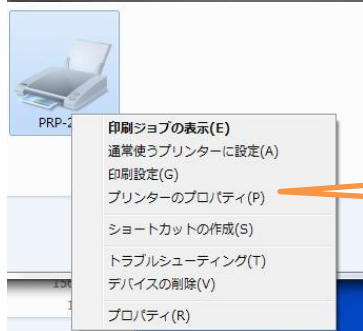 PRP-2
印刷ジョブの表示(E)
通常使うプリンターに設定(A)
印刷設定(G)
プリンターのプロパティ(P)
ショートカットの作成(S)
トラブルシューティング(T)
デバイスの削除(V)
プロパティ(R)